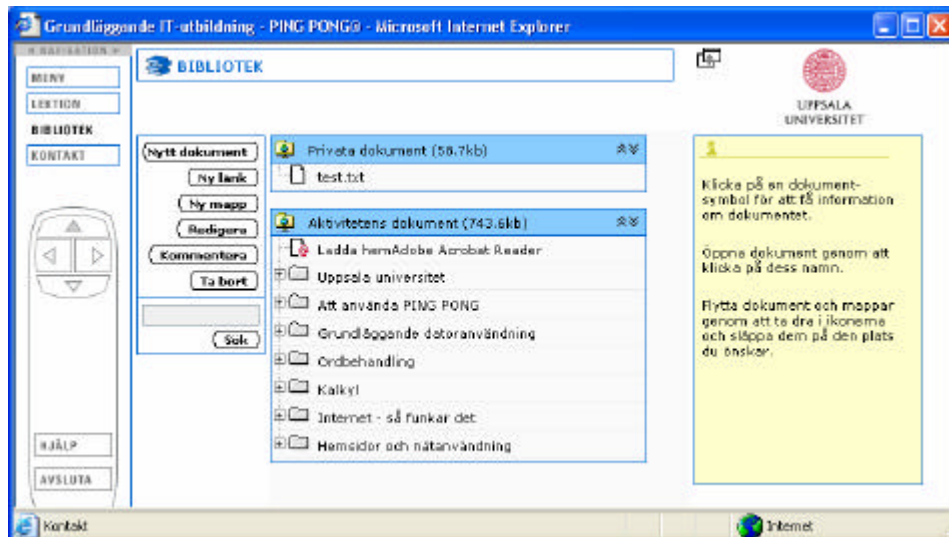 Grundläggande IT-utbildning - PING PONG® - Microsoft Internet Explorer
NAVIGATION
MENY
LEKTION
BIBLIOTEK
KONTAKT
HJÄLP
AVSLUTA
BIBLIOTEK
Nytt dokument
Ny länk
Ny mapp
Redigera
Kommentera
Ta bort
Sök
Privata dokument (58.7kb)
test.txt
Aktivitetens dokument (743.6kb)
Ladda hemAdobe Acrobat Reader
Uppsala universitet
Att använda PING PONG
Grundläggande datoranvändning
Ordbehandling
Kalkyl
Internet - så funkar det
Hemsidor och nätanvändning
UPPSALA
UNIVERSITET
Klicka på en dokument-
symbol för att få information
om dokumentet.
Öppna dokument genom att
klicka på dess namn.
Flytta dokument och mappar
genom att ta dra i ikonerna
och släppa dem på den plats
du önskar.
Kontakt
Internet